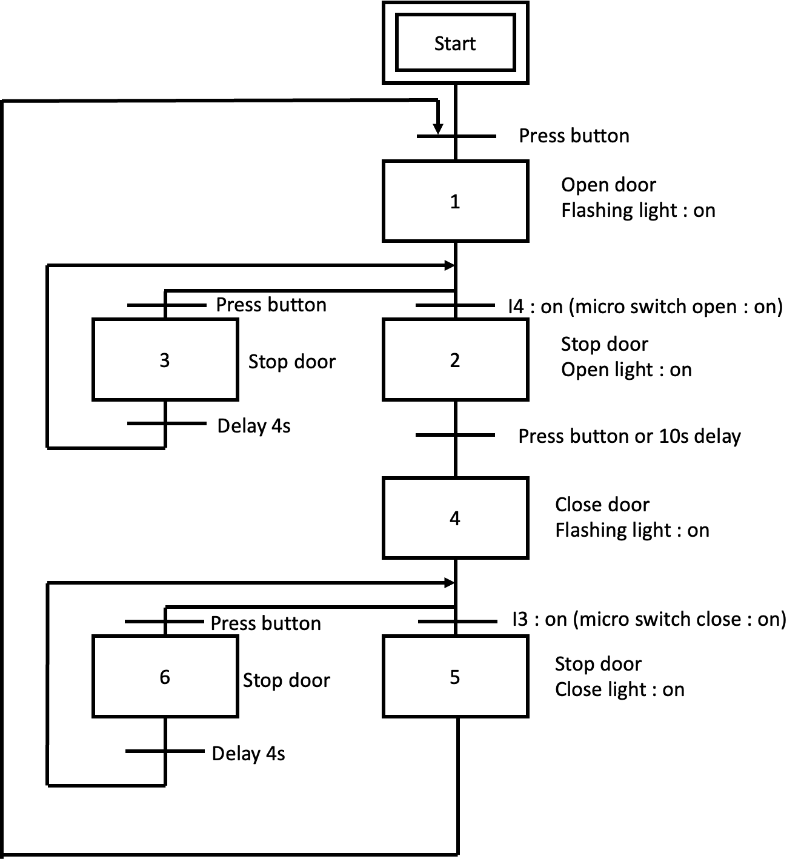 Start
Press button
1
Open door
Flashing light : on
Press button
I4 : on (micro switch open : on)
3
Stop door
2
Stop door
Open light : on
Delay 4s
Press button or 10s delay
4
Close door
Flashing light : on
Press button
I3 : on (micro switch close : on)
6
Stop door
5
Stop door
Close light : on
Delay 4s